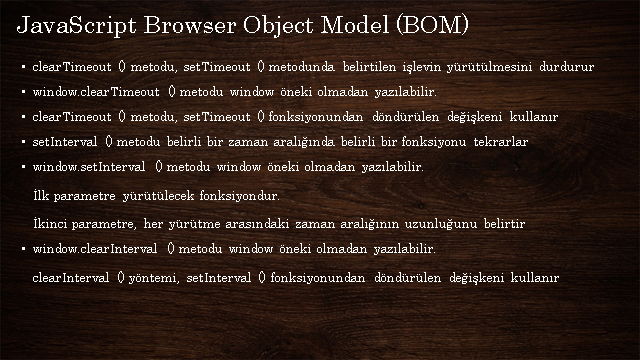 JavaScript Browser Object Model (BOM)
• clearTimeout () metodu, setTimeout () metodunda belirtilen işlevin yürütülmesini durdurur
• window.clearTimeout () metodu window öneki olmadan yazılabilir.
• clearTimeout () metodu, setTimeout () fonksiyonundan döndürülen değişkeni kullanır
• setInterval () metodu belirli bir zaman aralığında belirli bir fonksiyonu tekrarlar
• window.setInterval () metodu window öneki olmadan yazılabilir.
İlk parametre yürütülecek fonksiyondur.
İkinci parametre, her yürütme arasındaki zaman aralığının uzunluğunu belirtir
• window.clearInterval () metodu window öneki olmadan yazılabilir.
clearInterval () yöntemi, setInterval () fonksiyonundan döndürülen değişkeni kullanır